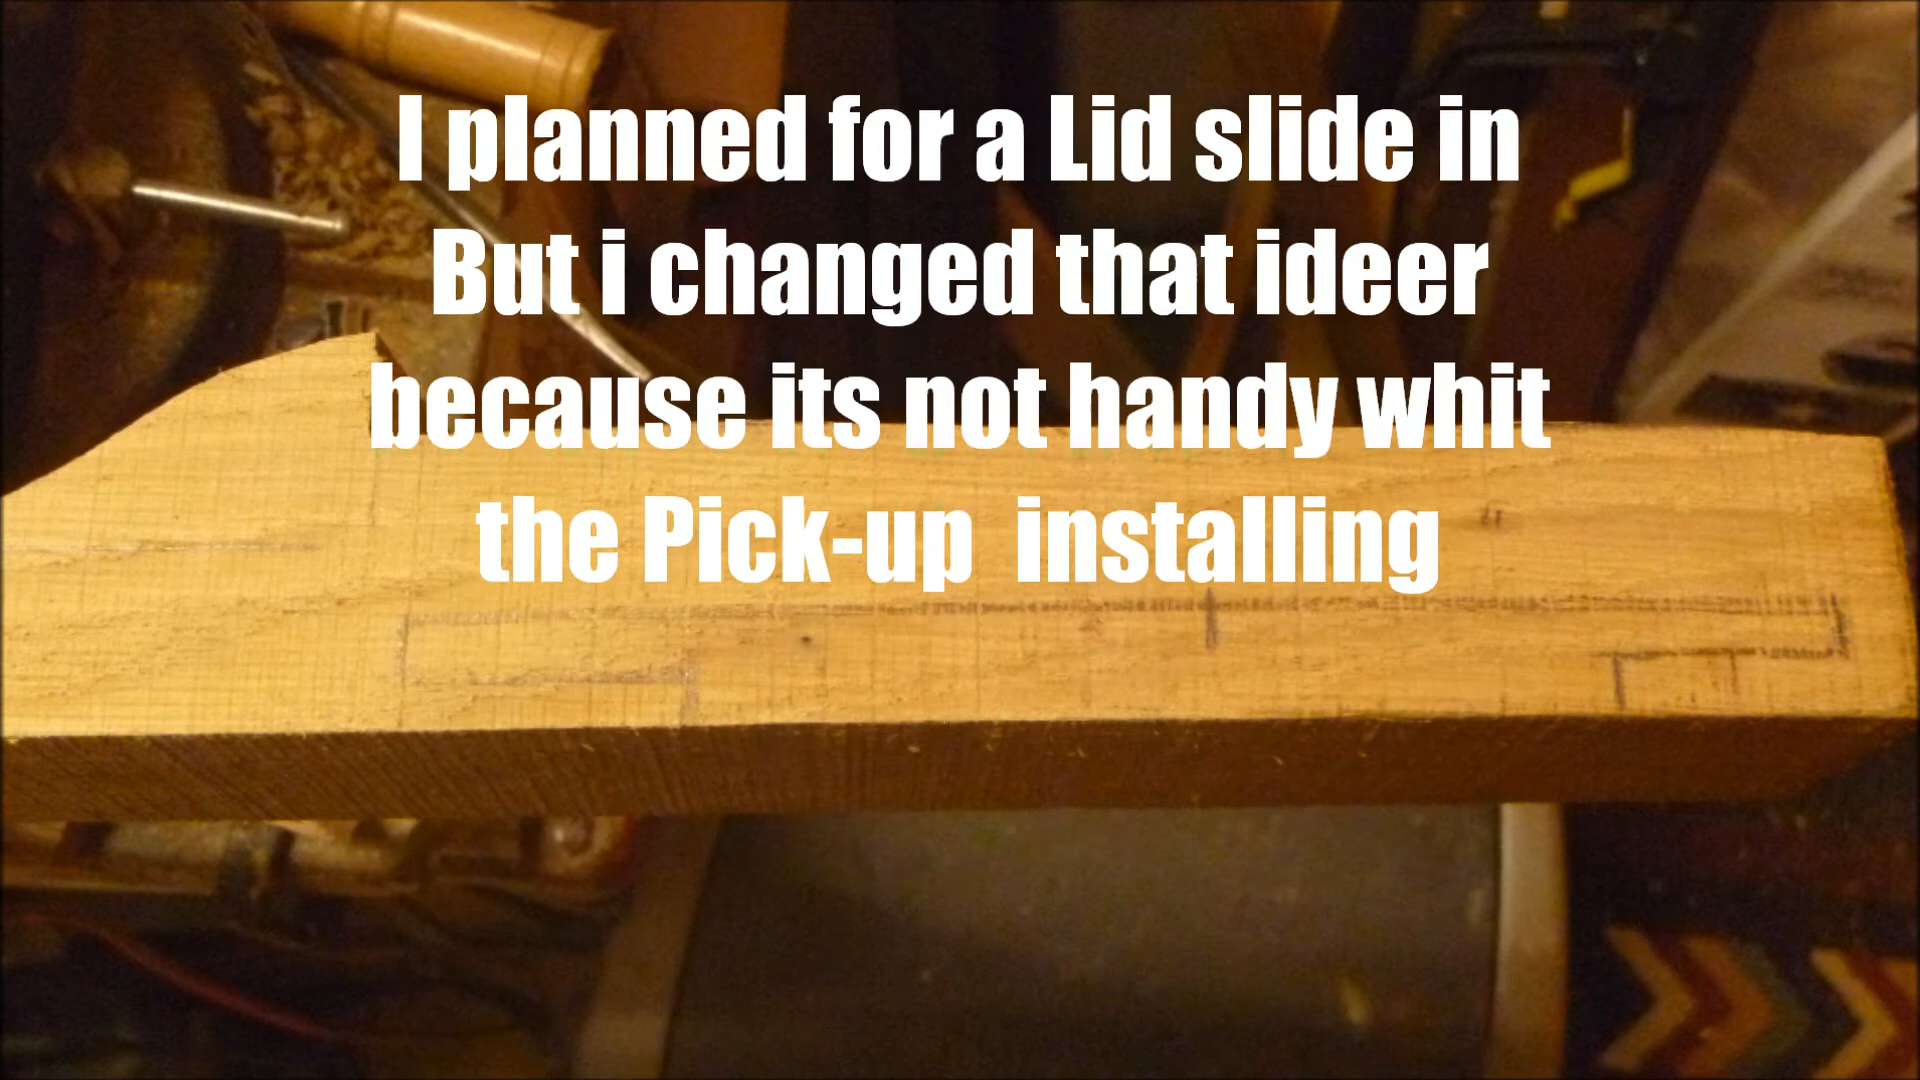 I planned for a Lid slide in
But i changed that ideer
because its not handy whit
the Pick-up installing